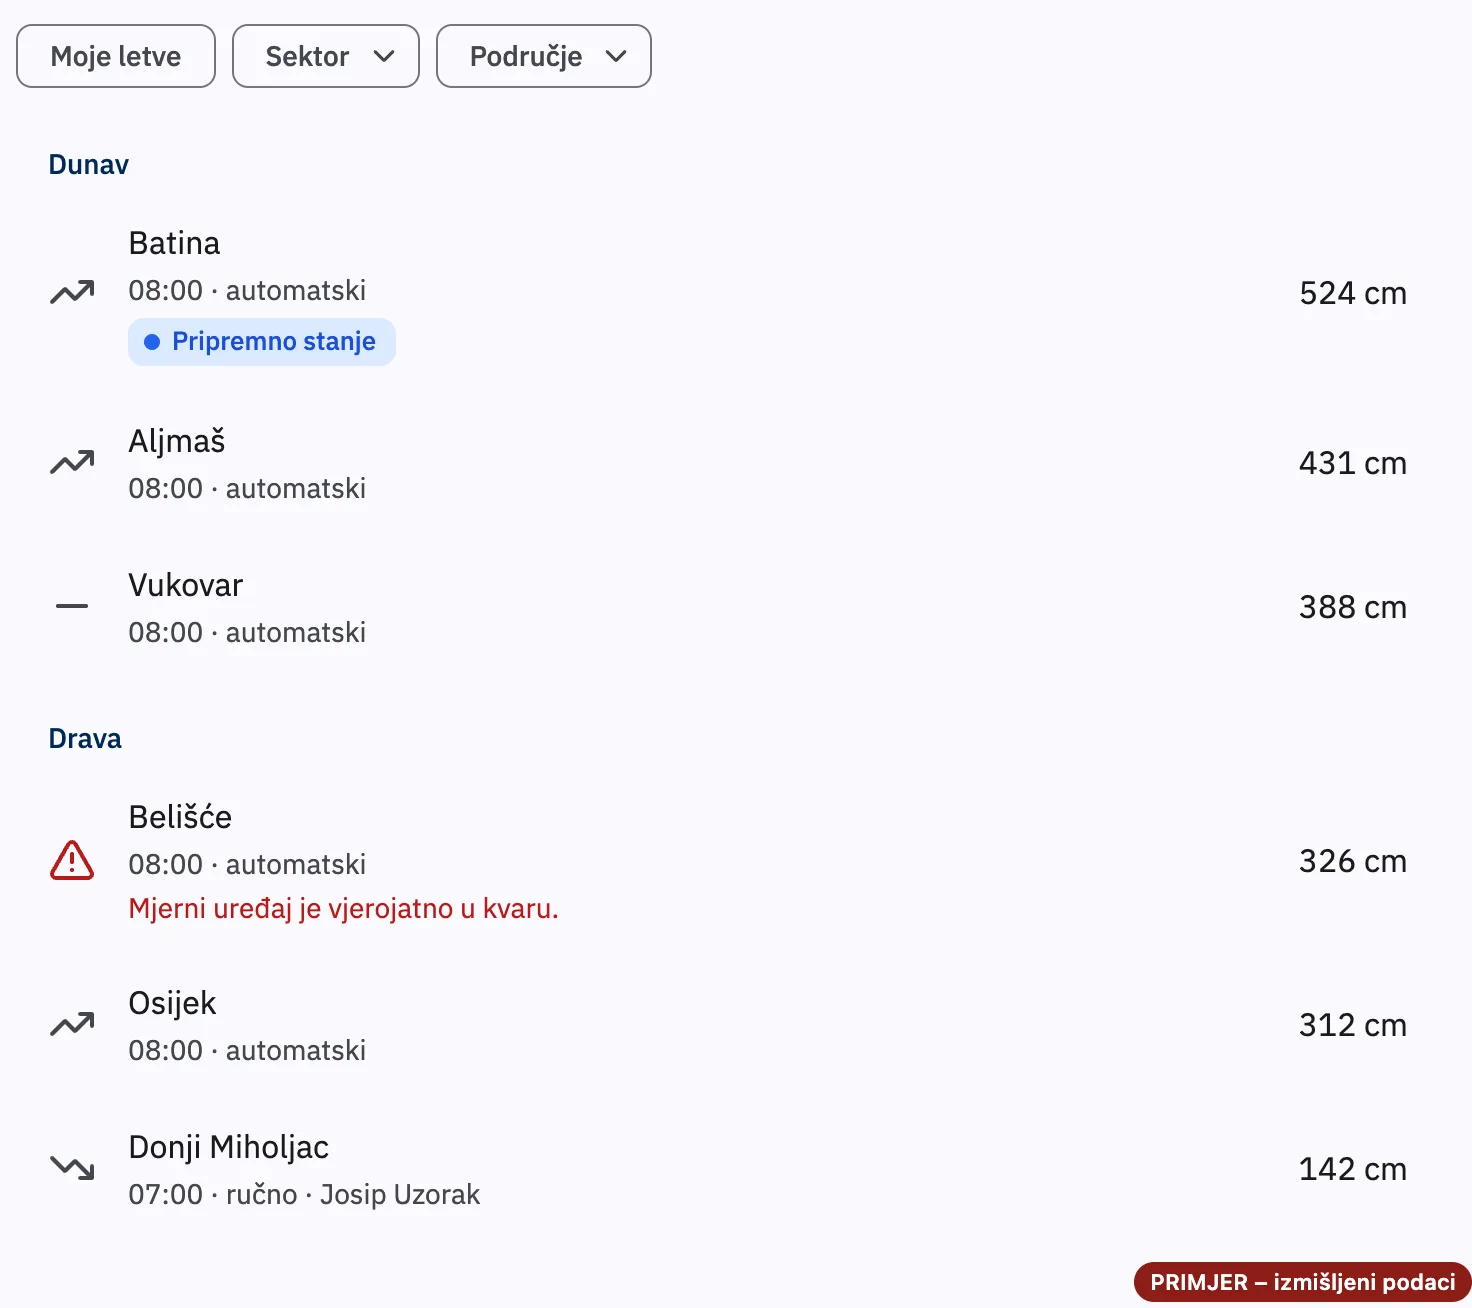 Moje letve
Sektor
Područje
Dunav
Batina
08:00 · automatski
524 cm
Pripremno stanje
Aljmaš
08:00 · automatski
431 cm
Vukovar
08:00 · automatski
388 cm
Drava
Belišće
08:00 · automatski
326 cm
Mjerni uređaj je vjerojatno u kvaru.
Osijek
08:00 · automatski
312 cm
Donji Miholjac
07:00 · ručno · Josip Uzorak
142 cm
PRIMJER – izmišljeni podaci